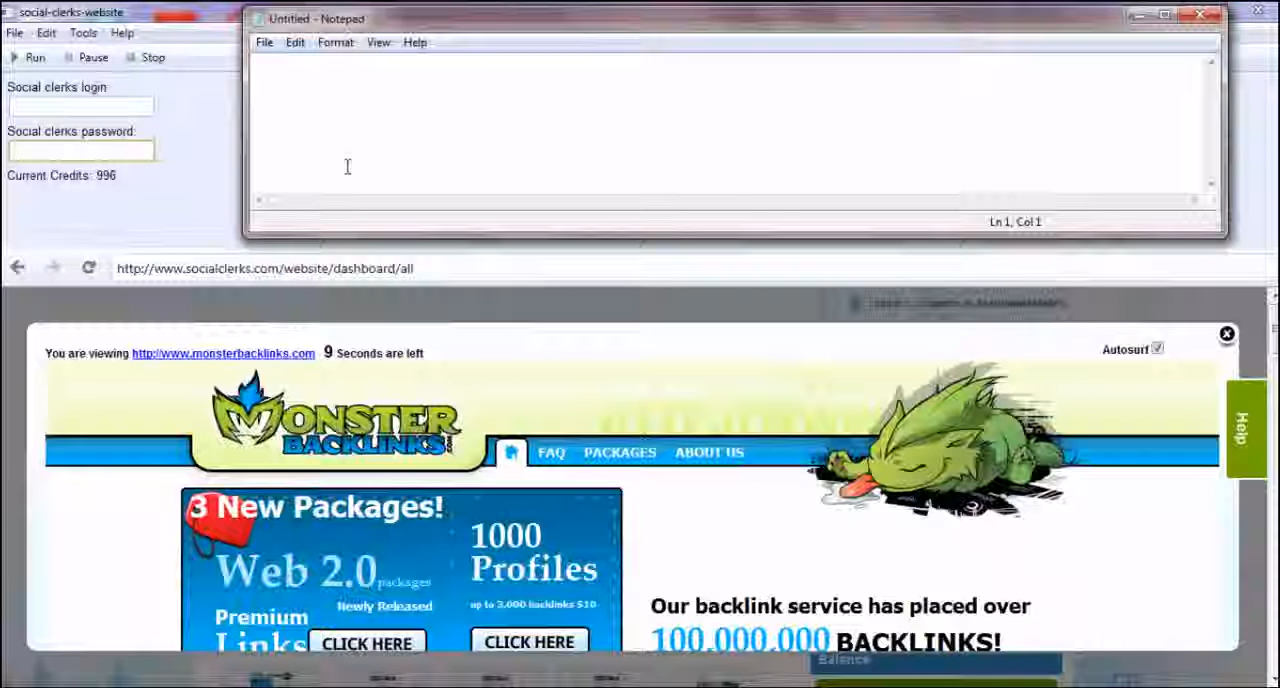 social-clerks-website
File Edit Tools Help
Run Pause Stop
Social clerks login
Social clerks password:
Current Credits: 996
Untitled - Notepad
File Edit Format View Help
Ln 1, Col 1
http://www.socialclerks.com/website/dashboard/all
You are viewing http://www.monsterbacklinks.com 9 Seconds are left
Autosurf
Help
MONSTER
BACKLINKS.com
FAQ PACKAGES ABOUT US
3 New Packages!
Web 2.0 packages
Newly Released
Premium
Links
CLICK HERE
1000
Profiles
up to 3,000 backlinks $10
CLICK HERE
Our backlink service has placed over
100,000,000 BACKLINKS!
Balance